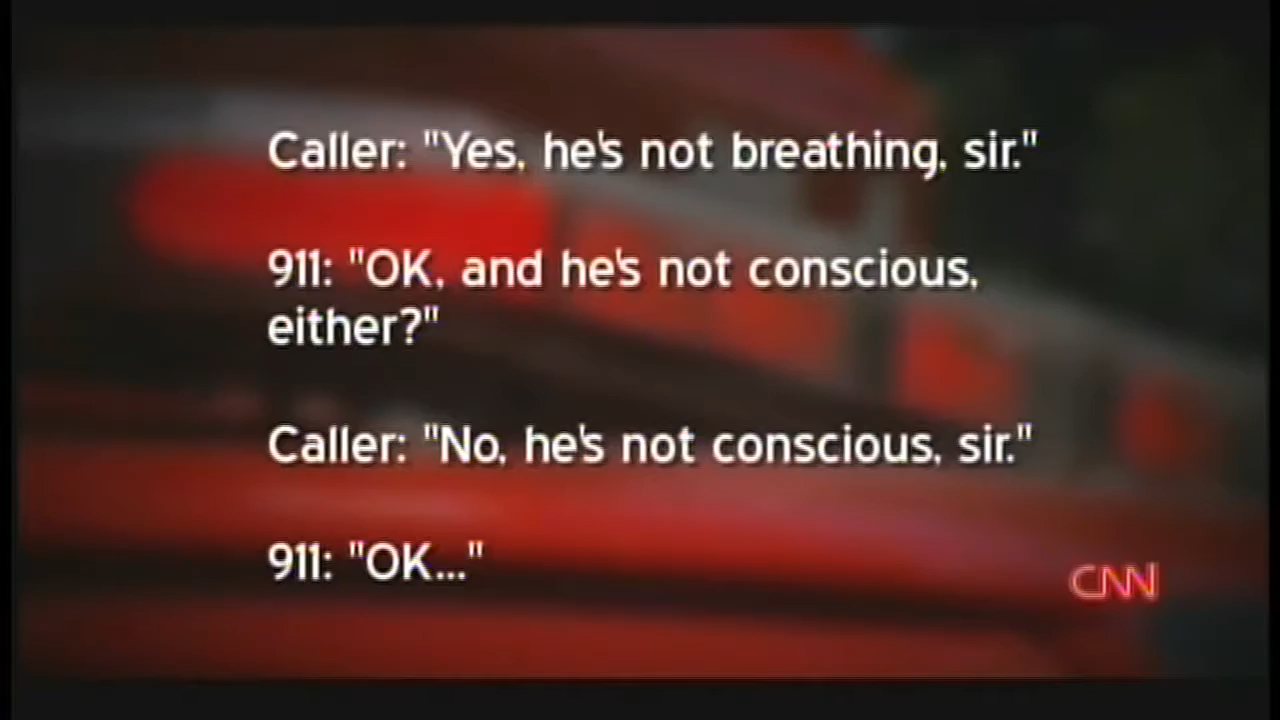 Caller: "Yes, he's not breathing, sir."
911: "OK, and he's not conscious,
either?"
Caller: "No, he's not conscious, sir."
911: "OK..."
CNN